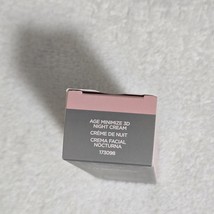 AGE MINIMIZE 3D
NIGHT CREAM
CRÈME DE NUIT
CREMA FACIAL
NOCTURNA
173098